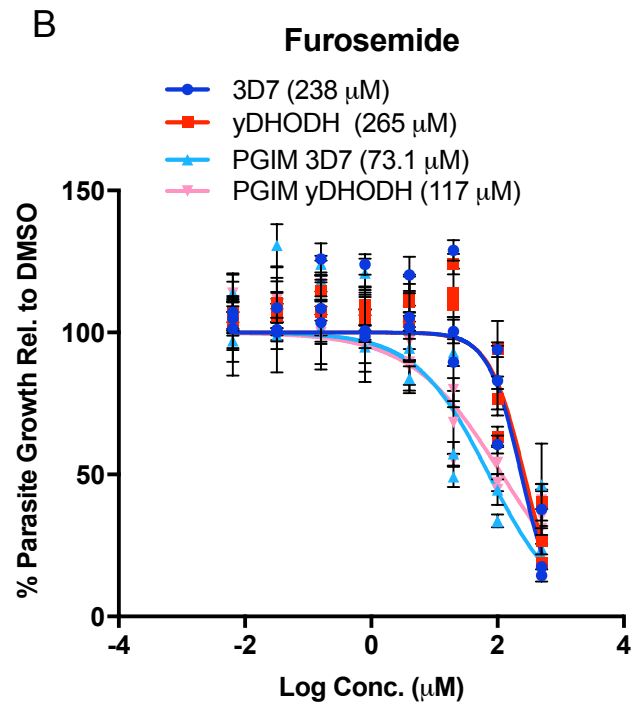 B
Furosemide
3D7 (238 μM)
yDHODH (265 μM)
PGIM 3D7 (73.1 μM)
PGIM yDHODH (117 μM)
% Parasite Growth Rel. to DMSO
150
100
50
0
-4
-2
0
2
4
Log Conc. (μM)